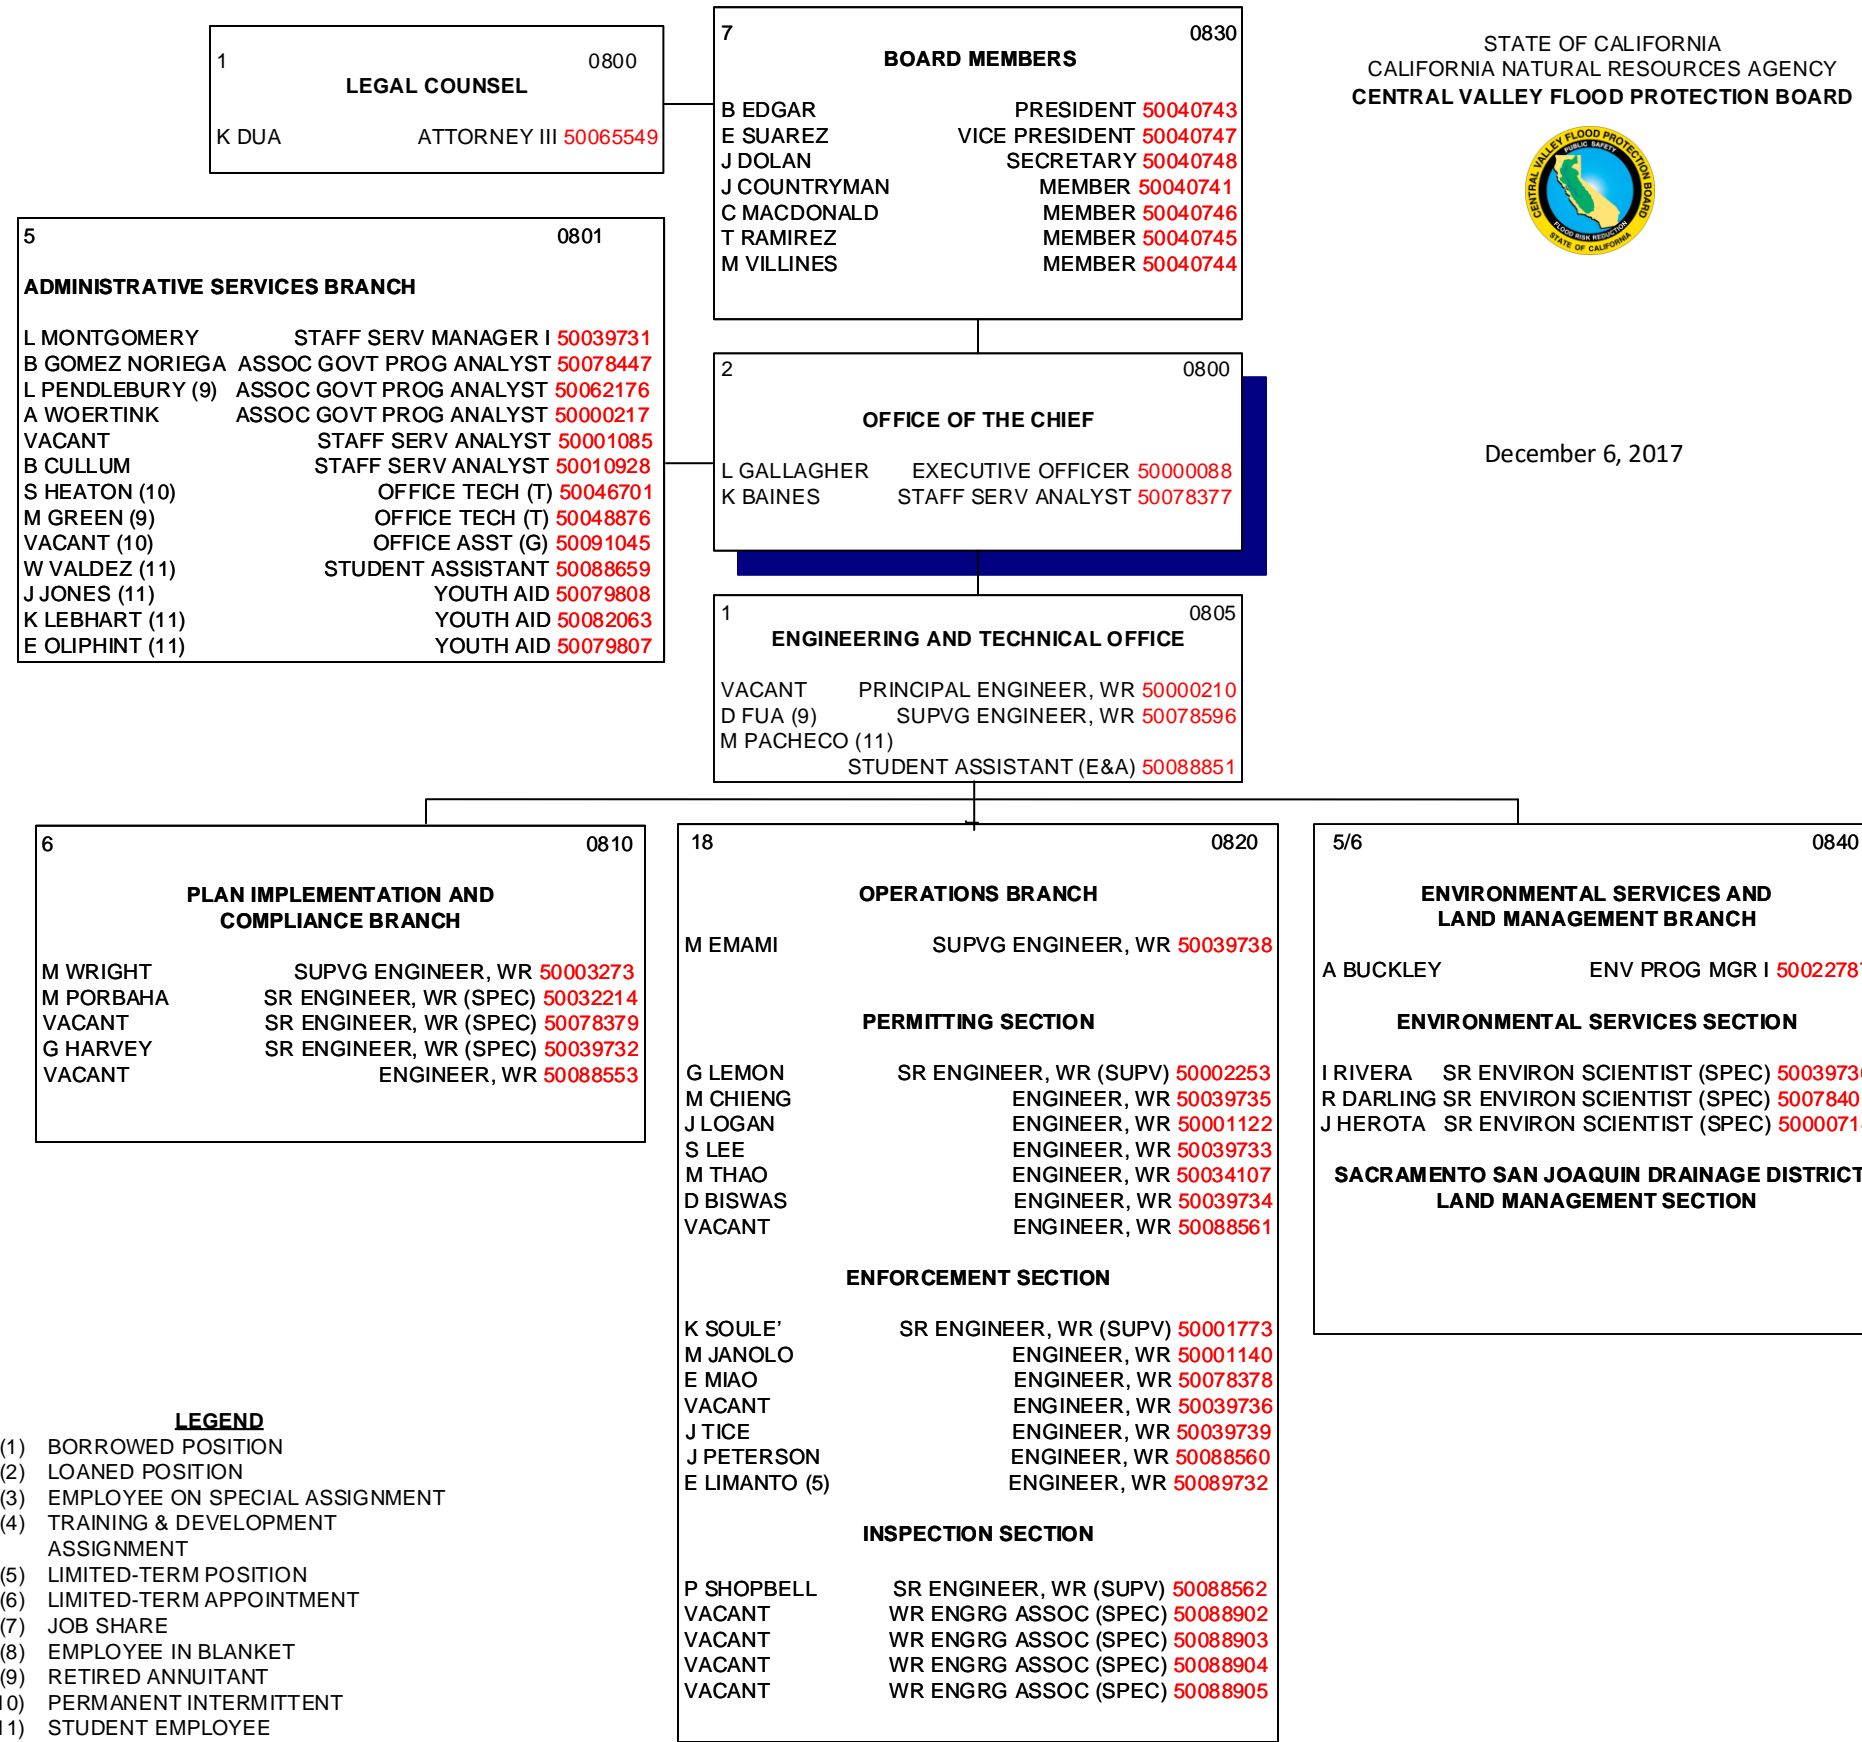 STATE OF CALIFORNIA
CALIFORNIA NATURAL RESOURCES AGENCY
CENTRAL VALLEY FLOOD PROTECTION BOARD
CENTRAL VALLEY FLOOD PROTECTION BOARD
PUBLIC SAFETY
FLOOD RISK REDUCTION
STATE OF CALIFORNIA
December 6, 2017
1 0800
LEGAL COUNSEL
K DUA ATTORNEY III 50065549
7 0830
BOARD MEMBERS
B EDGAR PRESIDENT 50040743
E SUAREZ VICE PRESIDENT 50040747
J DOLAN SECRETARY 50040748
J COUNTRYMAN MEMBER 50040741
C MACDONALD MEMBER 50040746
T RAMIREZ MEMBER 50040745
M VILLINES MEMBER 50040744
5 0801
ADMINISTRATIVE SERVICES BRANCH
L MONTGOMERY STAFF SERV MANAGER I 50039731
B GOMEZ NORIEGA ASSOC GOVT PROG ANALYST 50078447
L PENDLEBURY (9) ASSOC GOVT PROG ANALYST 50062176
A WOERTINK ASSOC GOVT PROG ANALYST 50000217
VACANT STAFF SERV ANALYST 50001085
B CULLUM STAFF SERV ANALYST 50010928
S HEATON (10) OFFICE TECH (T) 50046701
M GREEN (9) OFFICE TECH (T) 50048876
VACANT (10) OFFICE ASST (G) 50091045
W VALDEZ (11) STUDENT ASSISTANT 50088659
J JONES (11) YOUTH AID 50079808
K LEBHART (11) YOUTH AID 50082063
E OLIPHINT (11) YOUTH AID 50079807
2 0800
OFFICE OF THE CHIEF
L GALLAGHER EXECUTIVE OFFICER 50000088
K BAINES STAFF SERV ANALYST 50078377
1 0805
ENGINEERING AND TECHNICAL OFFICE
VACANT PRINCIPAL ENGINEER, WR 50000210
D FUA (9) SUPVG ENGINEER, WR 50078596
M PACHECO (11)
STUDENT ASSISTANT (E&A) 50088851
6 0810
PLAN IMPLEMENTATION AND
COMPLIANCE BRANCH
M WRIGHT SUPVG ENGINEER, WR 50003273
M PORBAHA SR ENGINEER, WR (SPEC) 50032214
VACANT SR ENGINEER, WR (SPEC) 50078379
G HARVEY SR ENGINEER, WR (SPEC) 50039732
VACANT ENGINEER, WR 50088553
18 0820
OPERATIONS BRANCH
M EMAMI SUPVG ENGINEER, WR 50039738
PERMITTING SECTION
G LEMON SR ENGINEER, WR (SUPV) 50002253
M CHIENG ENGINEER, WR 50039735
J LOGAN ENGINEER, WR 50001122
S LEE ENGINEER, WR 50039733
M THAO ENGINEER, WR 50034107
D BISWAS ENGINEER, WR 50039734
VACANT ENGINEER, WR 50088561
ENFORCEMENT SECTION
K SOULE’ SR ENGINEER, WR (SUPV) 50001773
M JANOLO ENGINEER, WR 50001140
E MIAO ENGINEER, WR 50078378
VACANT ENGINEER, WR 50039736
J TICE ENGINEER, WR 50039739
J PETERSON ENGINEER, WR 50088560
E LIMANTO (5) ENGINEER, WR 50089732
INSPECTION SECTION
P SHOPBELL SR ENGINEER, WR (SUPV) 50088562
VACANT WR ENGRG ASSOC (SPEC) 50088902
VACANT WR ENGRG ASSOC (SPEC) 50088903
VACANT WR ENGRG ASSOC (SPEC) 50088904
VACANT WR ENGRG ASSOC (SPEC) 50088905
5/6 0840
ENVIRONMENTAL SERVICES AND
LAND MANAGEMENT BRANCH
A BUCKLEY ENV PROG MGR I
ENVIRONMENTAL SERVICES SECTION
I RIVERA SR ENVIRON SCIENTIST (SPEC)
R DARLING SR ENVIRON SCIENTIST (SPEC)
J HEROTA SR ENVIRON SCIENTIST (SPEC)
SACRAMENTO SAN JOAQUIN DRAINAGE DISTRICT
LAND MANAGEMENT SECTION
LEGEND
(1) BORROWED POSITION
(2) LOANED POSITION
(3) EMPLOYEE ON SPECIAL ASSIGNMENT
(4) TRAINING & DEVELOPMENT
ASSIGNMENT
(5) LIMITED-TERM POSITION
(6) LIMITED-TERM APPOINTMENT
(7) JOB SHARE
(8) EMPLOYEE IN BLANKET
(9) RETIRED ANNUITANT
10) PERMANENT INTERMITTENT
11) STUDENT EMPLOYEE